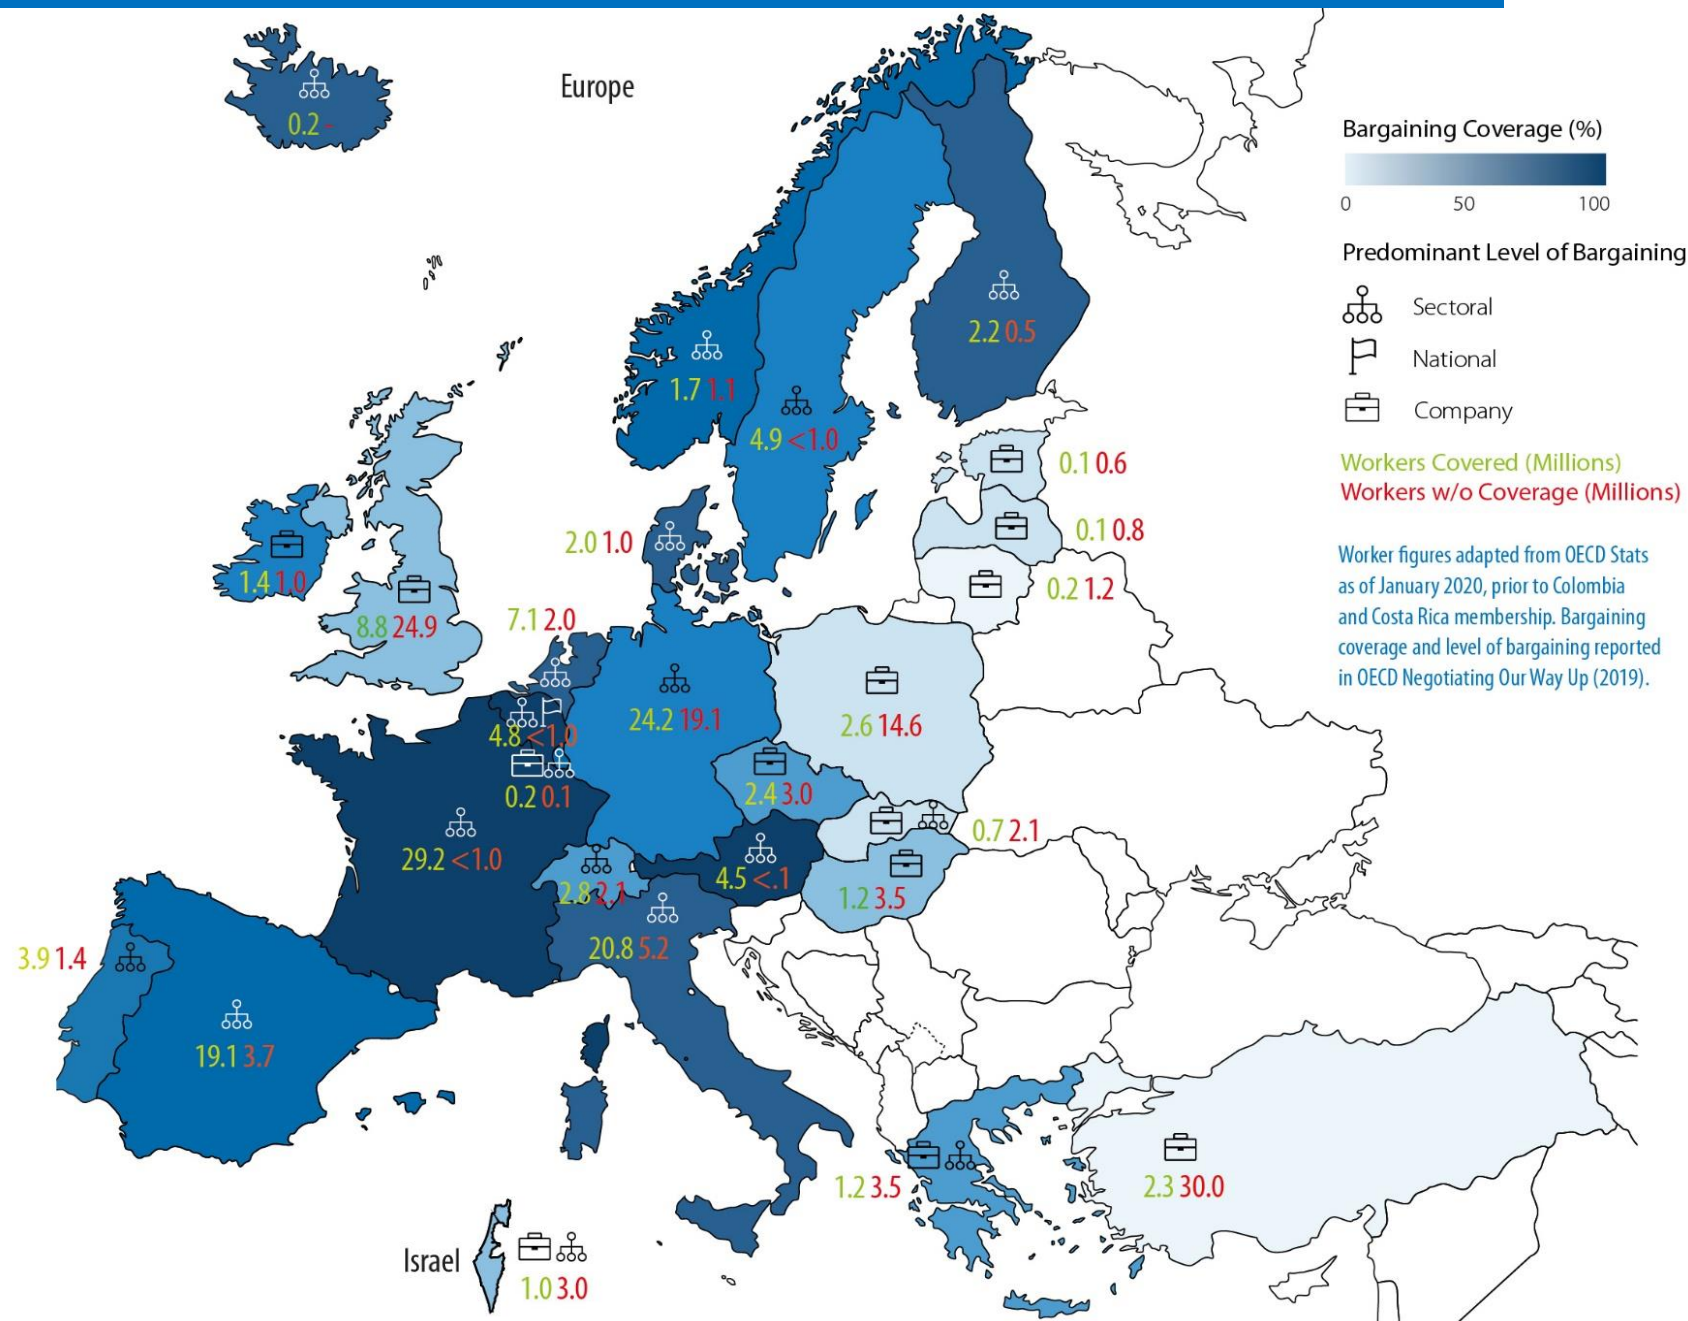 Europe
0.2 -
Bargaining Coverage (%)
0 50 100
Predominant Level of Bargaining
Sectoral
National
Company
Workers Covered (Millions)
Workers w/o Coverage (Millions)
Worker figures adapted from OECD Stats
as of January 2020, prior to Colombia
and Costa Rica membership. Bargaining
coverage and level of bargaining reported
in OECD Negotiating Our Way Up (2019).
2.2 0.5
1.7 1.1
4.9 <1.0
0.1 0.6
0.1 0.8
0.2 1.2
2.0 1.0
1.4 1.0
8.8 24.9
7.1 2.0
24.2 19.1
2.6 14.6
4.8 <1.0
0.2 0.1
2.4 3.0
0.7 2.1
29.2 <1.0
2.8 2.1
4.5 <.1
1.2 3.5
20.8 5.2
3.9 1.4
19.1 3.7
1.2 3.5
2.3 30.0
Israel
1.0 3.0